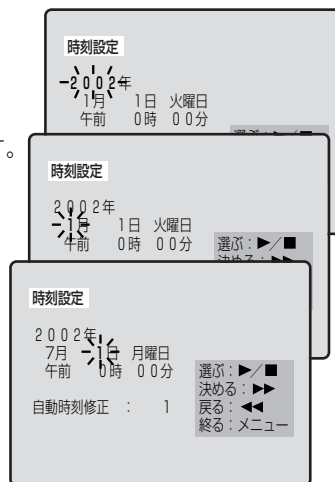 時刻設定
2002年
1月 1日 火曜日
午前 0時 00分
す。
時刻設定
2002年
1月 1日 火曜日
午前 0時 00分
選ぶ:▶/■
時刻設定
2002年
7月 1日 月曜日
午前 0時 00分
自動時刻修正 : 1
選ぶ:▶/■
決める:▶▶
戻る:◀◀
終る:メニュー